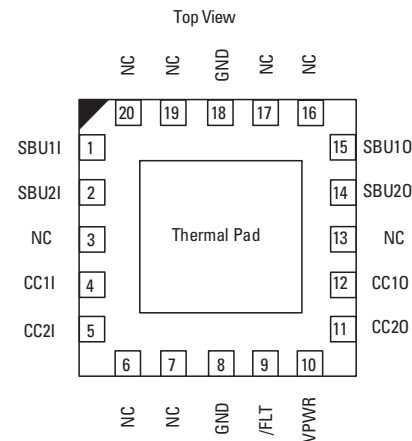 Top View
NC NC GND NC NC
20 19 18 17 16
SBU1I 1 15 SBU1O
SBU2I 2 14 SBU2O
NC 3 Thermal Pad 13 NC
CC1I 4 12 CC1O
CC2I 5 11 CC2O
6 7 8 9 10
NC NC GND /FLT VPWR